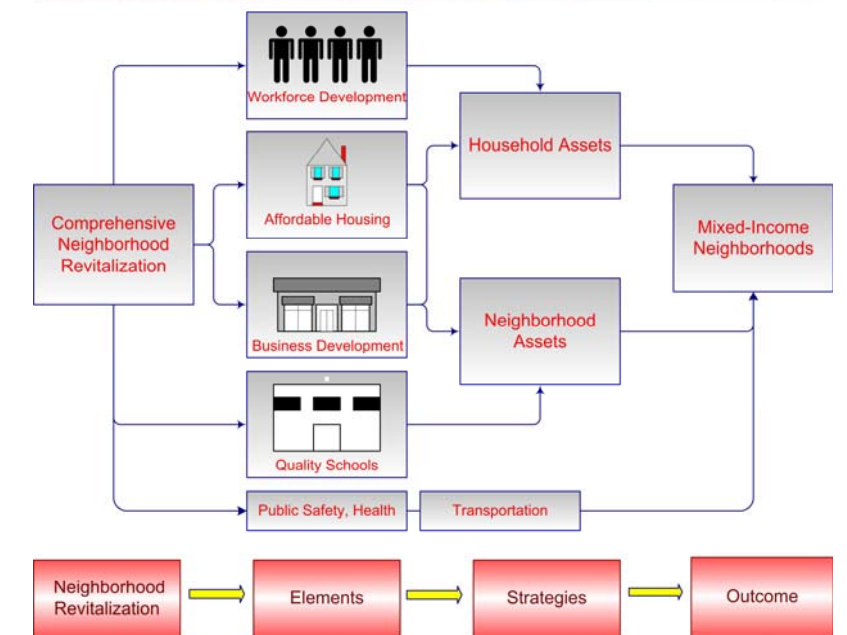 Workforce Development
Household Assets
Affordable Housing
Comprehensive
Neighborhood
Revitalization
Mixed-Income
Neighborhoods
Business Development
Neighborhood
Assets
Quality Schools
Public Safety, Health
Transportation
Neighborhood
Revitalization
Elements
Strategies
Outcome